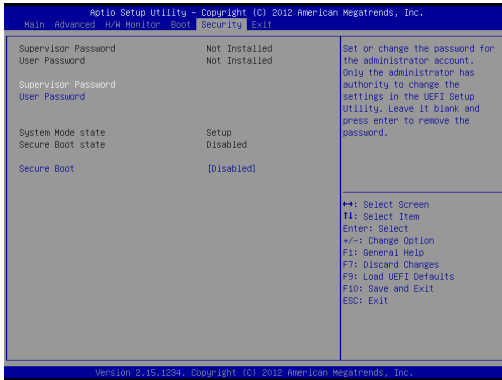 Aptio Setup Utility – Copyright (C) 2012 American Megatrends, Inc.
Main Advanced H/W Monitor Boot Security Exit
Supervisor Password Not Installed
User Password Not Installed
Supervisor Password
User Password
System Mode state Setup
Secure Boot state Disabled
Secure Boot [Disabled]
Set or change the password for
the administrator account.
Only the administrator has
authority to change the
settings in the UEFI Setup
Utility. Leave it blank and
press enter to remove the
password.
↔: Select Screen
↑↓: Select Item
Enter: Select
+/-: Change Option
F1: General Help
F7: Discard Changes
F9: Load UEFI Defaults
F10: Save and Exit
ESC: Exit
Version 2.15.1234. Copyright (C) 2012 American Megatrends, Inc.